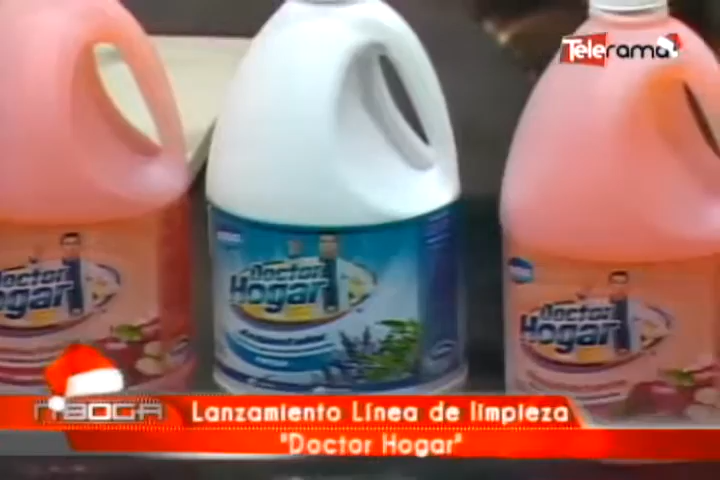 Telerama
Doctor
Hogar
Doctor
Hogar
Doctor
Hogar
Lanzamiento Línea de limpieza
"Doctor Hogar"